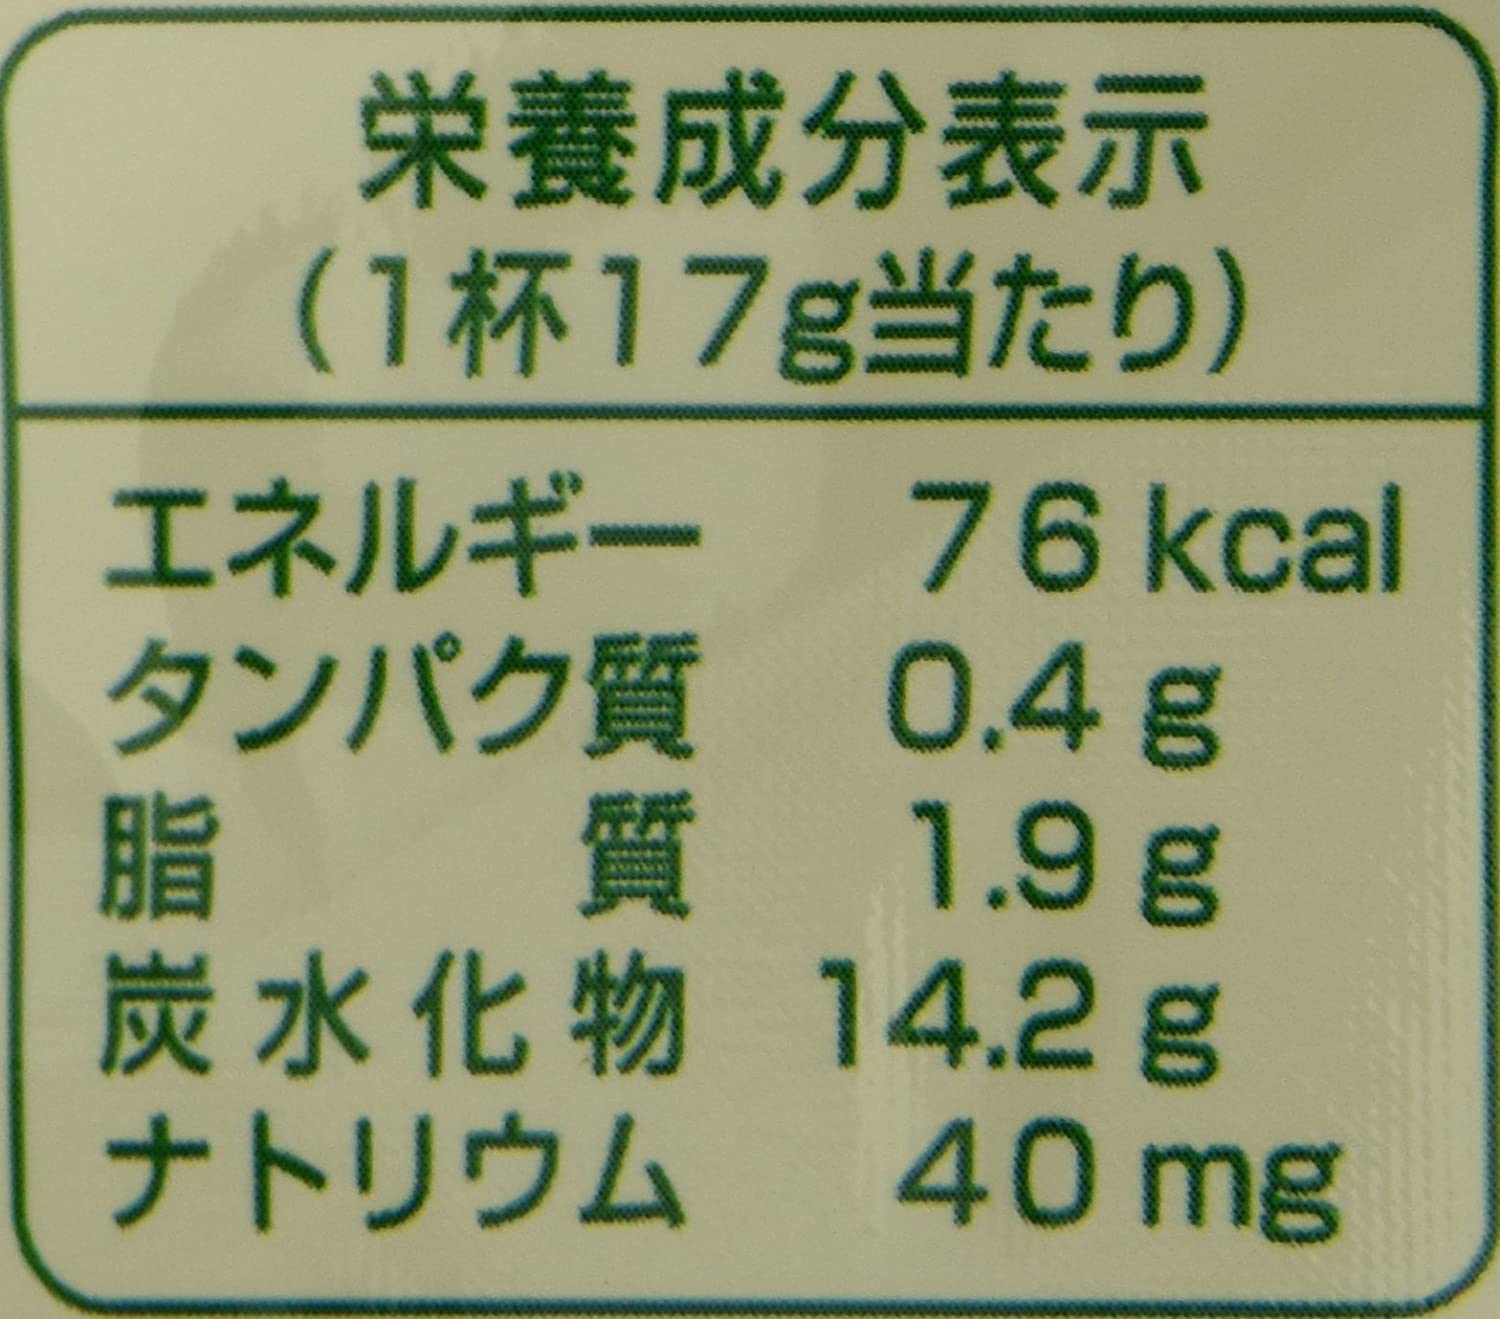 栄養成分表示
(1杯17g当たり)
エネルギー 76 kcal
タンパク質 0.4 g
脂質 1.9 g
炭水化物 14.2 g
ナトリウム 40 mg